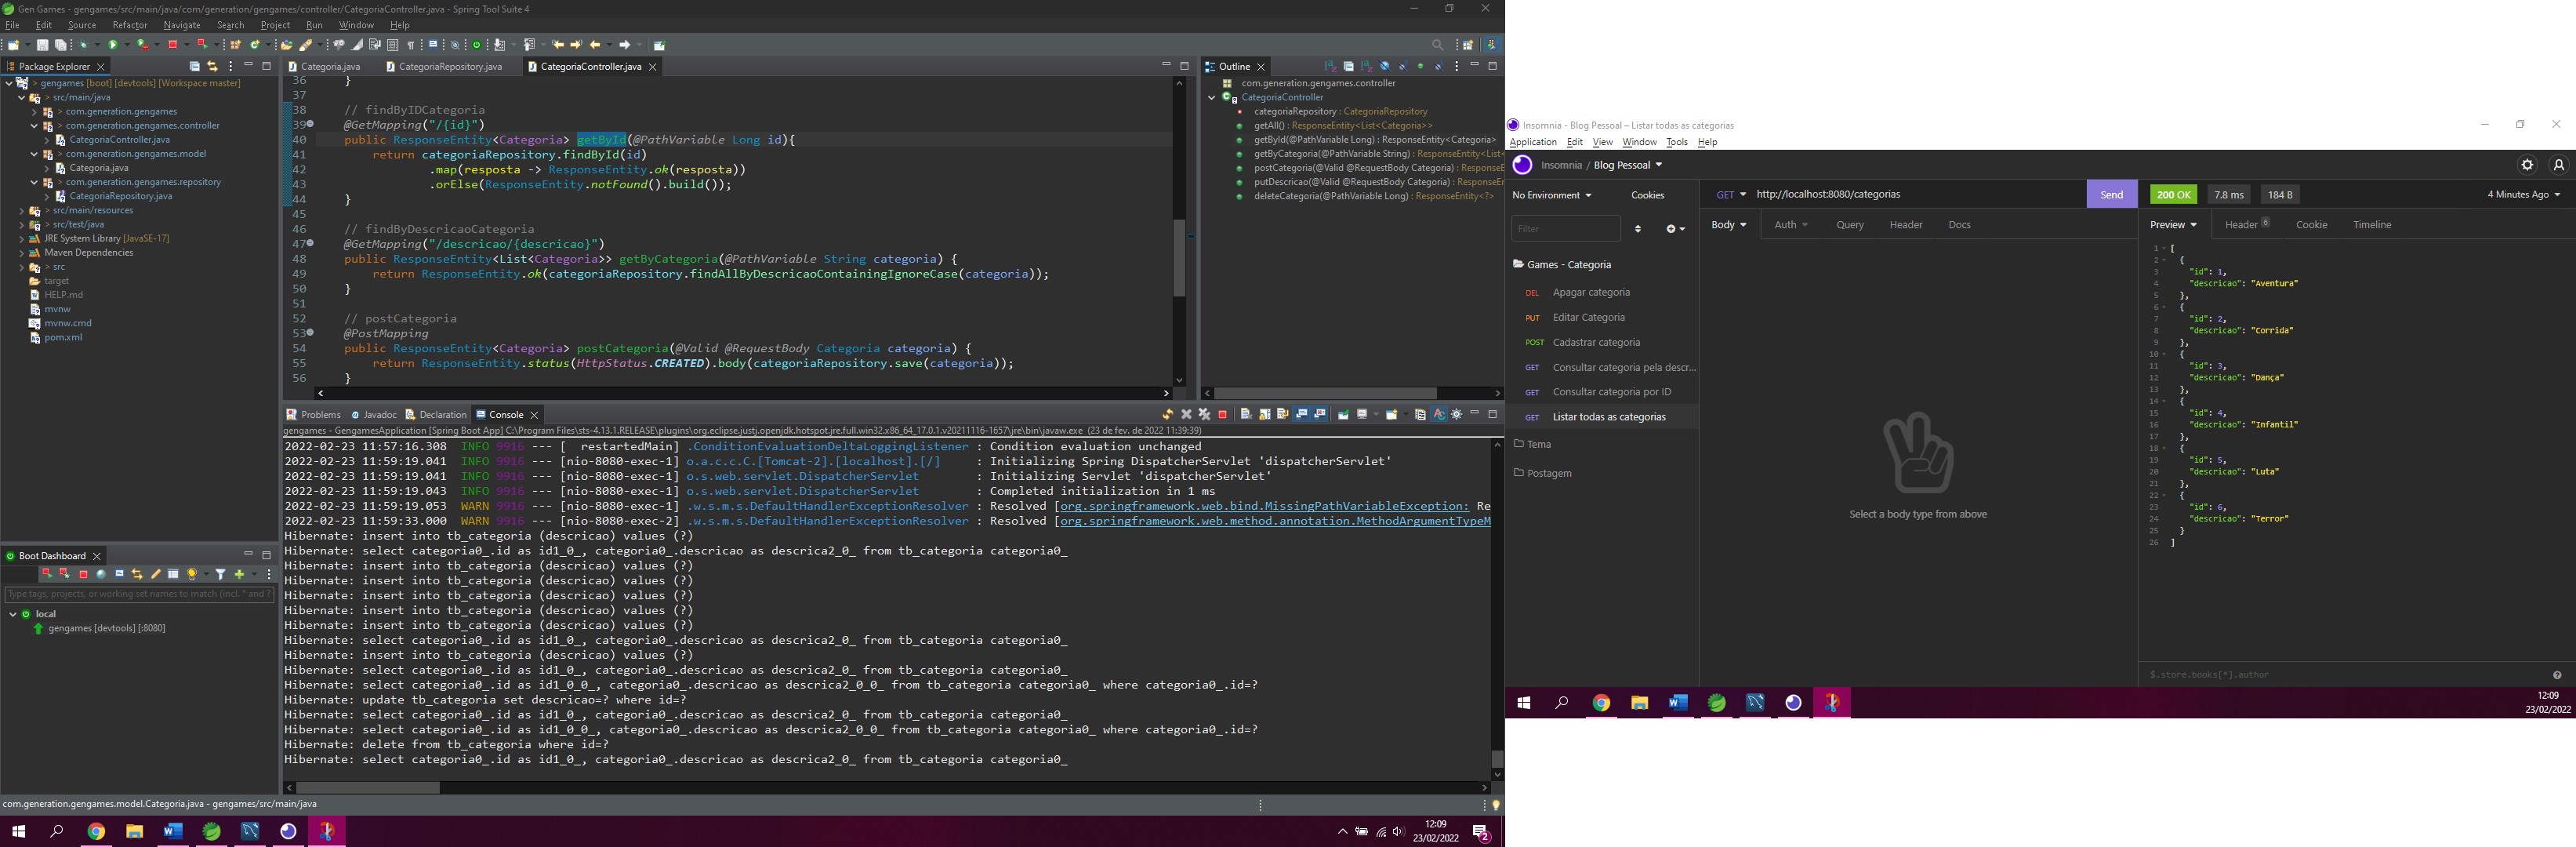 Gen Games - gengames/src/main/java/com/generation/gengames/controller/CategoriaController.java - Spring Tool Suite 4
File Edit Source Refactor Navigate Search Project Run Window Help
Package Explorer
> gengames [boot] [devtools] [Workspace master]
> src/main/java
> com.generation.gengames
> com.generation.gengames.controller
CategoriaController.java
> com.generation.gengames.model
Categoria.java
> com.generation.gengames.repository
CategoriaRepository.java
> src/main/resources
> src/test/java
JRE System Library [JavaSE-17]
Maven Dependencies
> src
target
HELP.md
mvnw
mvnw.cmd
pom.xml
Boot Dashboard
Type tags, projects, or working set names to match (incl. * and ?
local
gengames [devtools] [:8080]
Categoria.java CategoriaRepository.java CategoriaController.java
36 }
37
38 // findByIDCategoria
39 @GetMapping("/{id}")
40 public ResponseEntity<Categoria> getById(@PathVariable Long id){
41 return categoriaRepository.findById(id)
42 .map(resposta -> ResponseEntity.ok(resposta))
43 .orElse(ResponseEntity.notFound().build());
44 }
45
46 // findByDescricaoCategoria
47 @GetMapping("/descricao/{descricao}")
48 public ResponseEntity<List<Categoria>> getByCategoria(@PathVariable String categoria) {
49 return ResponseEntity.ok(categoriaRepository.findAllByDescricaoContainingIgnoreCase(categoria));
50 }
51
52 // postCategoria
53 @PostMapping
54 public ResponseEntity<Categoria> postCategoria(@Valid @RequestBody Categoria categoria) {
55 return ResponseEntity.status(HttpStatus.CREATED).body(categoriaRepository.save(categoria));
56 }
Outline
com.generation.gengames.controller
CategoriaController
categoriaRepository : CategoriaRepository
getAll() : ResponseEntity<List<Categoria>>
getById(@PathVariable Long) : ResponseEntity<Categoria>
getByCategoria(@PathVariable String) : ResponseEntity<List<
postCategoria(@Valid @RequestBody Categoria) : ResponseEn
putDescricao(@Valid @RequestBody Categoria) : ResponseEn
deleteCategoria(@PathVariable Long) : ResponseEntity<?>
Problems Javadoc Declaration Console
gengames - GengamesApplication [Spring Boot App] C:\Program Files\sts-4.13.1.RELEASE\plugins\org.eclipse.justj.openjdk.hotspot.jre.full.win32.x86_64_17.0.1.v20211116-1657\jre\bin\javaw.exe (23 de fev. de 2022 11:39:39)
2022-02-23 11:57:16.308 INFO 9916 --- [ restartedMain] .ConditionEvaluationDeltaLoggingListener : Condition evaluation unchanged
2022-02-23 11:59:19.041 INFO 9916 --- [nio-8080-exec-1] o.a.c.c.C.[Tomcat-2].[localhost].[/] : Initializing Spring DispatcherServlet 'dispatcherServlet'
2022-02-23 11:59:19.041 INFO 9916 --- [nio-8080-exec-1] o.s.web.servlet.DispatcherServlet : Initializing Servlet 'dispatcherServlet'
2022-02-23 11:59:19.043 INFO 9916 --- [nio-8080-exec-1] o.s.web.servlet.DispatcherServlet : Completed initialization in 1 ms
2022-02-23 11:59:19.053 WARN 9916 --- [nio-8080-exec-1] .w.s.m.s.DefaultHandlerExceptionResolver : Resolved [org.springframework.web.bind.MissingPathVariableException: Re
2022-02-23 11:59:33.000 WARN 9916 --- [nio-8080-exec-2] .w.s.m.s.DefaultHandlerExceptionResolver : Resolved [org.springframework.web.method.annotation.MethodArgumentTypeM
Hibernate: insert into tb_categoria (descricao) values (?)
Hibernate: select categoria0_.id as id1_0_, categoria0_.descricao as descrica2_0_ from tb_categoria categoria0_
Hibernate: insert into tb_categoria (descricao) values (?)
Hibernate: insert into tb_categoria (descricao) values (?)
Hibernate: insert into tb_categoria (descricao) values (?)
Hibernate: insert into tb_categoria (descricao) values (?)
Hibernate: insert into tb_categoria (descricao) values (?)
Hibernate: select categoria0_.id as id1_0_, categoria0_.descricao as descrica2_0_ from tb_categoria categoria0_
Hibernate: insert into tb_categoria (descricao) values (?)
Hibernate: select categoria0_.id as id1_0_, categoria0_.descricao as descrica2_0_ from tb_categoria categoria0_
Hibernate: select categoria0_.id as id1_0_0_, categoria0_.descricao as descrica2_0_0_ from tb_categoria categoria0_ where categoria0_.id=?
Hibernate: update tb_categoria set descricao=? where id=?
Hibernate: select categoria0_.id as id1_0_, categoria0_.descricao as descrica2_0_ from tb_categoria categoria0_
Hibernate: select categoria0_.id as id1_0_0_, categoria0_.descricao as descrica2_0_0_ from tb_categoria categoria0_ where categoria0_.id=?
Hibernate: delete from tb_categoria where id=?
Hibernate: select categoria0_.id as id1_0_, categoria0_.descricao as descrica2_0_ from tb_categoria categoria0_
com.generation.gengames.model.Categoria.java - gengames/src/main/java
12:09
23/02/2022
2
Insomnia - Blog Pessoal – Listar todas as categorias
Application Edit View Window Tools Help
Insomnia / Blog Pessoal
No Environment Cookies
Filter
Games - Categoria
DEL Apagar categoria
PUT Editar Categoria
POST Cadastrar categoria
GET Consultar categoria pela descr...
GET Consultar categoria por ID
GET Listar todas as categorias
Tema
Postagem
GET http://localhost:8080/categorias Send
Body Auth Query Header Docs
Select a body type from above
200 OK 7.8 ms 184 B 4 Minutes Ago
Preview Header 6 Cookie Timeline
1 [
2 {
3 "id": 1,
4 "descricao": "Aventura"
5 },
6 {
7 "id": 2,
8 "descricao": "Corrida"
9 },
10 {
11 "id": 3,
12 "descricao": "Dança"
13 },
14 {
15 "id": 4,
16 "descricao": "Infantil"
17 },
18 {
19 "id": 5,
20 "descricao": "Luta"
21 },
22 {
23 "id": 6,
24 "descricao": "Terror"
25 }
26 ]
$.store.books[*].author
12:09
23/02/2022